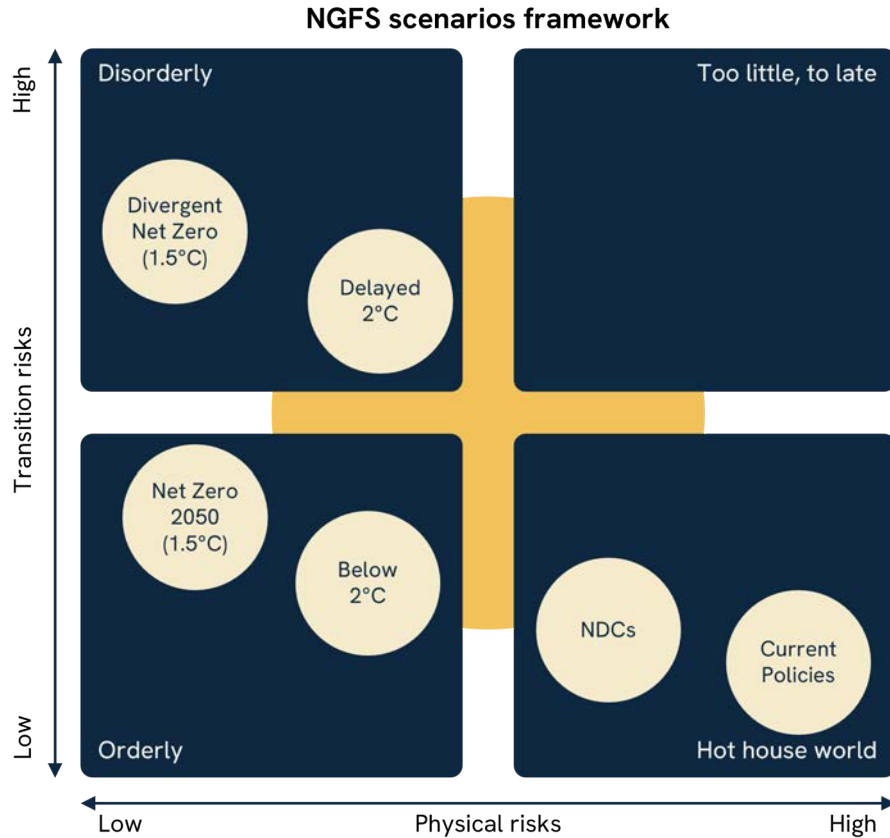 NGFS scenarios framework
High
Transition risks
Low
Disorderly
Divergent
Net Zero
(1.5°C)
Delayed
2°C
Too little, to late
Net Zero
2050
(1.5°C)
Below
2°C
Orderly
NDCs
Current
Policies
Hot house world
Low
Physical risks
High